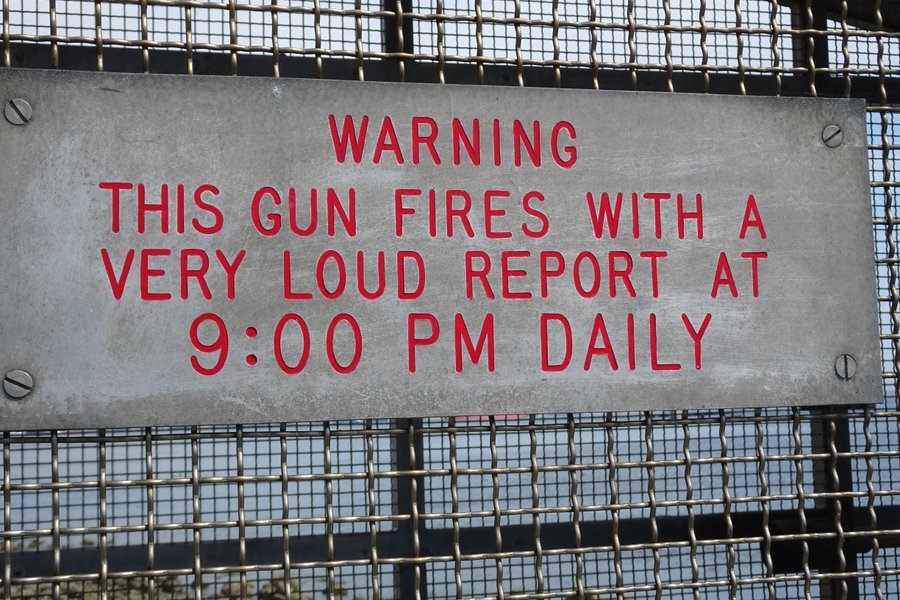 WARNING
THIS GUN FIRES WITH A
VERY LOUD REPORT AT
9:00 PM DAILY